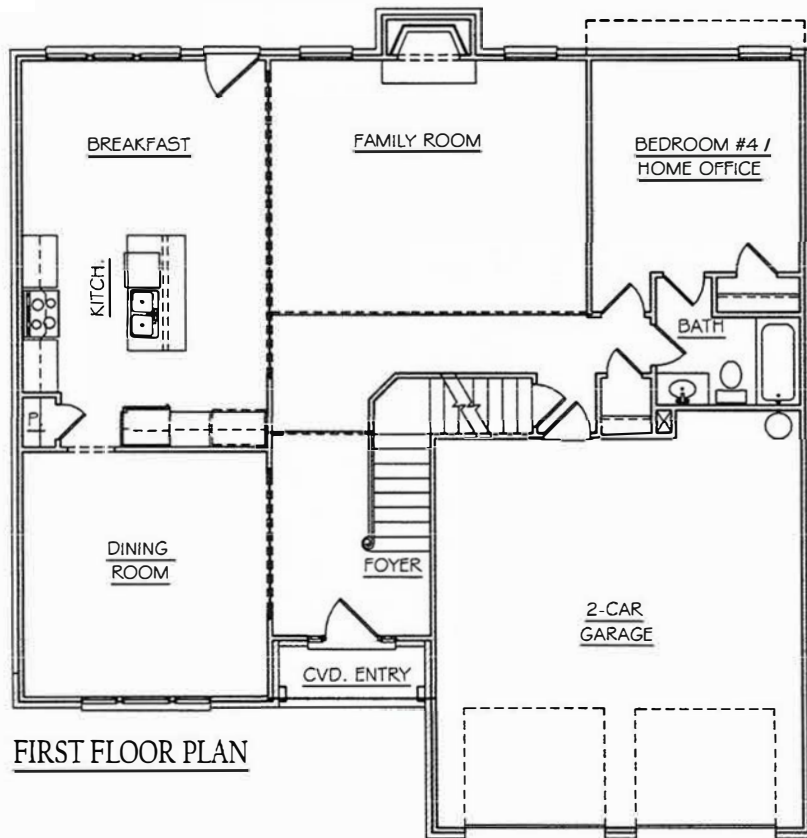 BREAKFAST
FAMILY ROOM
BEDROOM #4 /
HOME OFFICE
KITCH.
BATH
P.
DINING
ROOM
FOYER
2-CAR
GARAGE
CVD. ENTRY
FIRST FLOOR PLAN